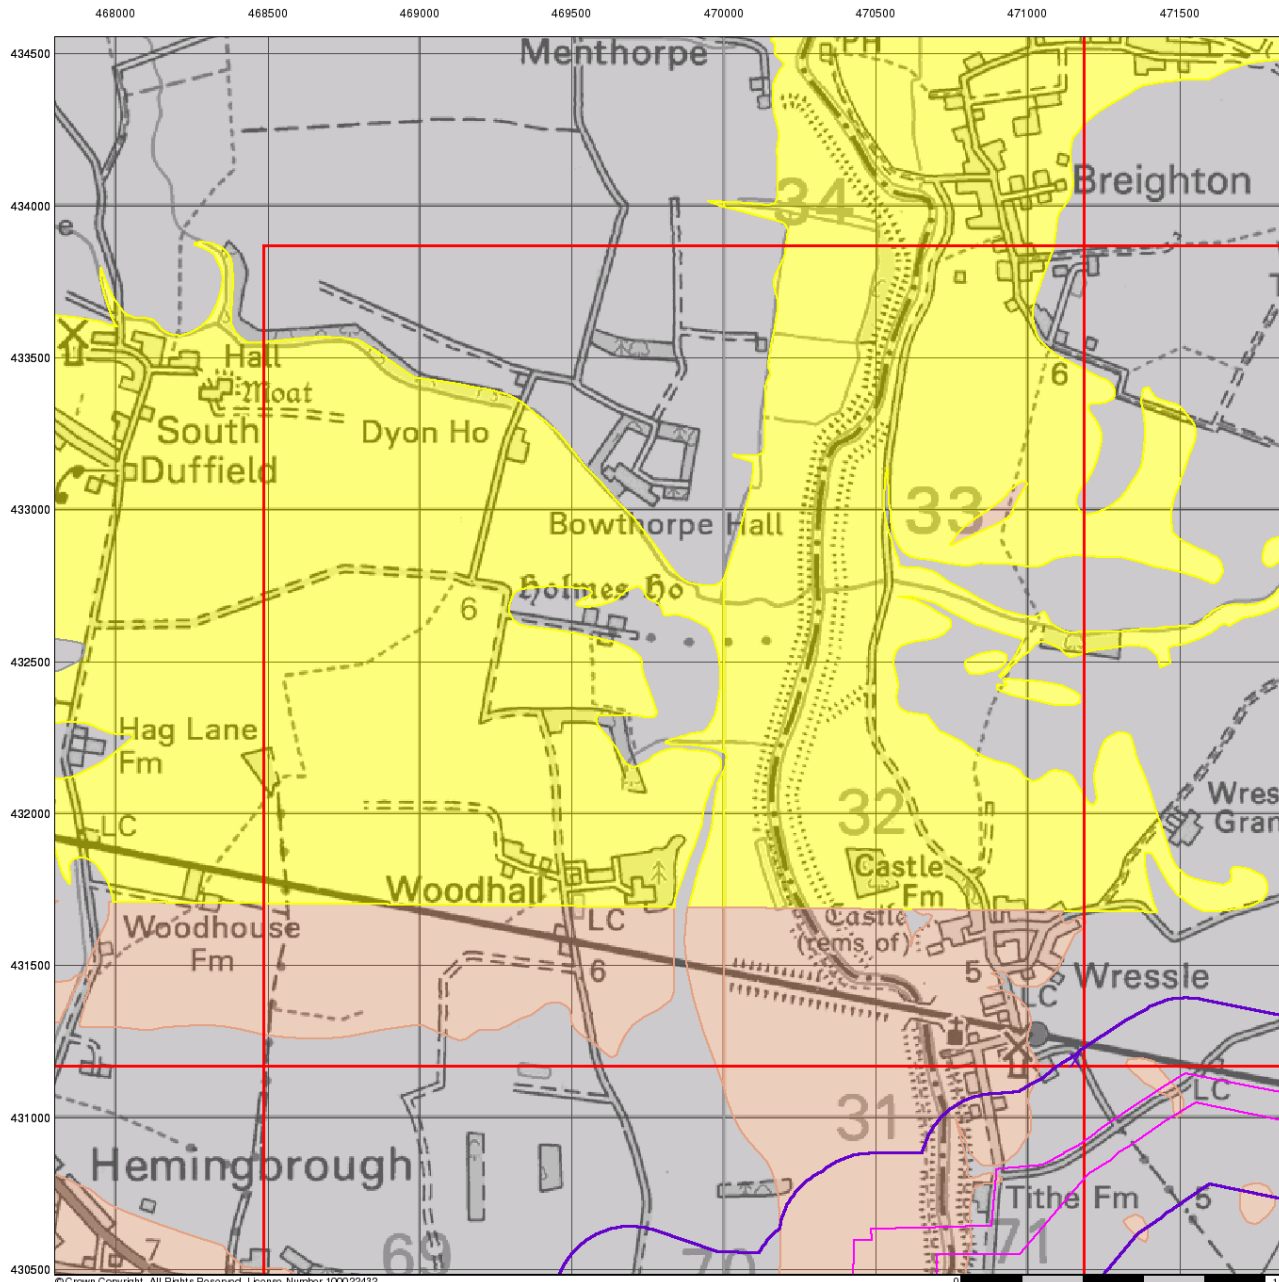 468000 468500 469000 469500 470000 470500 471000 471500
434500
Menthorpe
PH
34
Breighton
434000
e
433500
Hall
Moat
6
South
Duffield
Dyon Ho
433000
Bowthorpe Hall
33
Holmes Ho
6
432500
Hag Lane
Fm
432000
LC
32
Wres
Gran
Castle
Fm
Woodhall
LC
Castle
(rems of)
Woodhouse
Fm
431500
6
5
Wressle
LC
431000
31
LC
Hemingbrough
Tithe Fm
5
7
69
70
71
430500
© Crown Copyright. All Rights Reserved. License Number 100022432
0